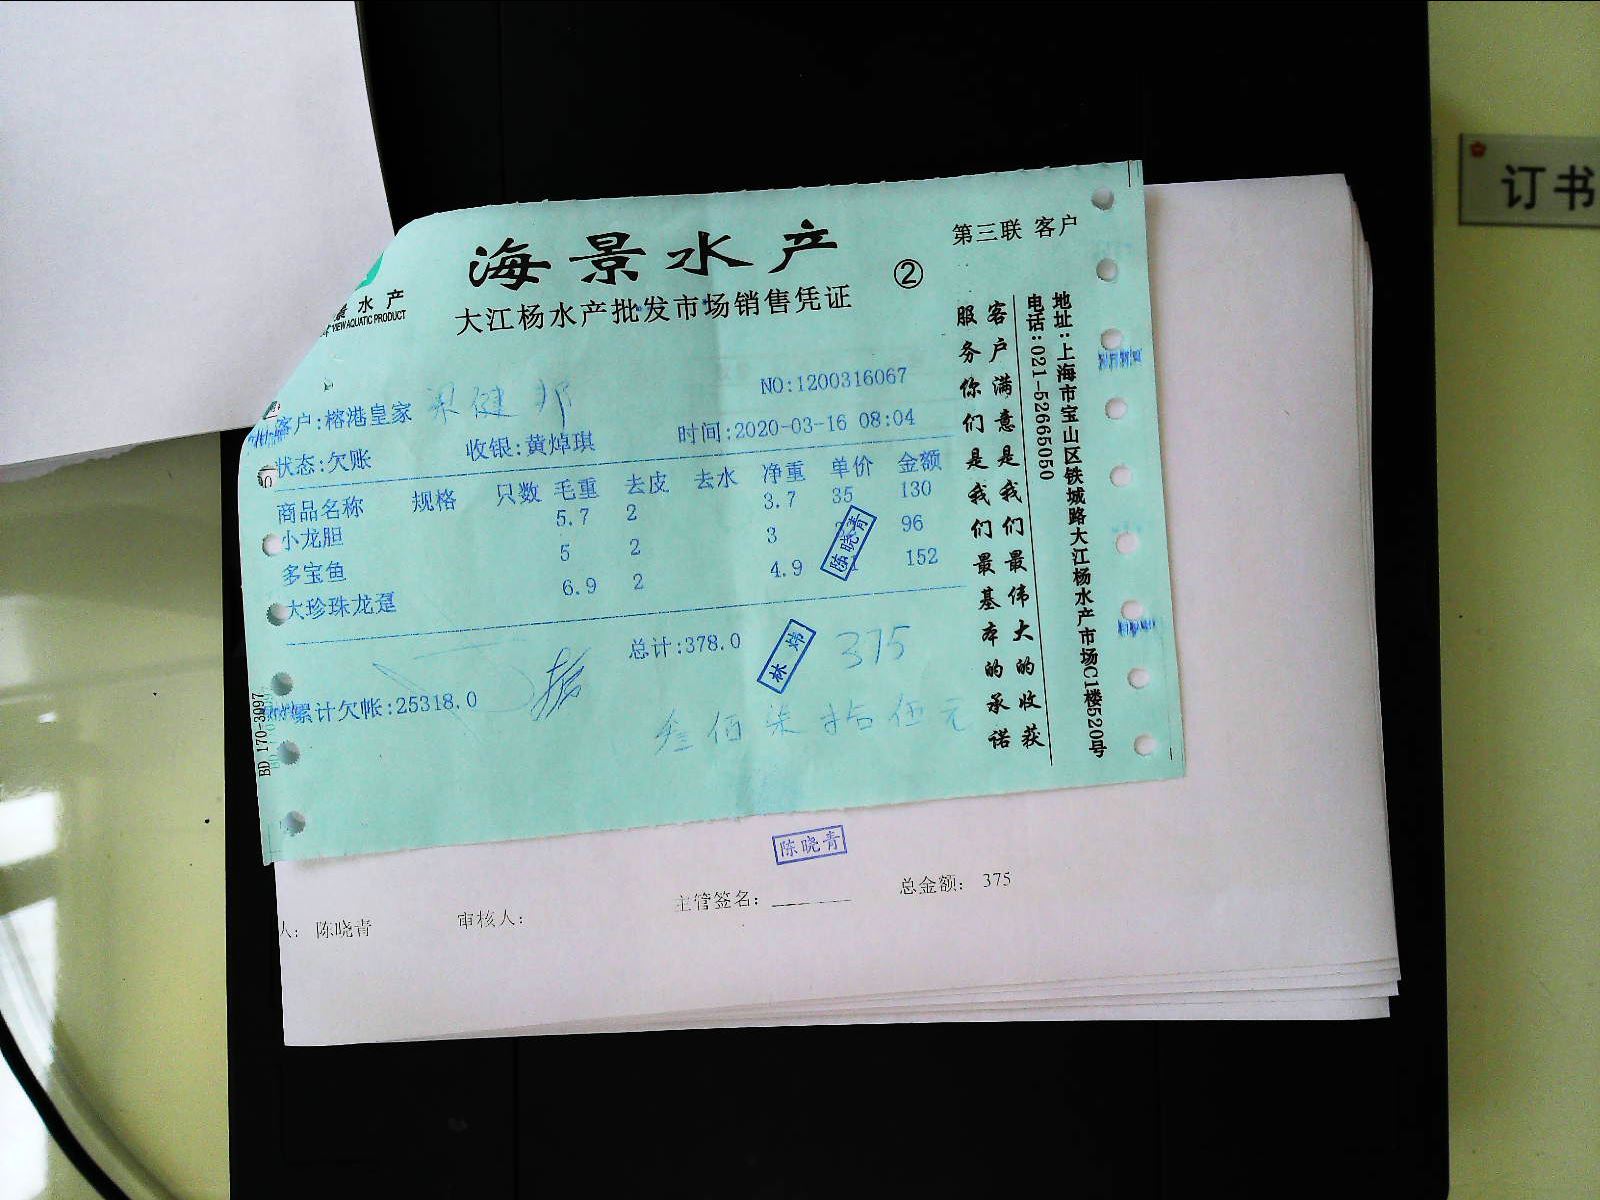 海景水产
大江杨水产批发市场销售凭证
②
第三联 客户
景水产
VIEW AQUATIC PRODUCT
NO:1200316067
客户:榕港皇家 梁健邦
状态:欠账 收银:黄焯琪 时间:2020-03-16 08:04
商品名称 规格 只数 毛重 去皮 去水 净重 单价 金额
小龙胆 5.7 2 3.7 35 130
多宝鱼 5 2 3 96
大珍珠龙趸 6.9 2 4.9 152
陈晓青
总计:378.0
林炜
375
累计欠帐:25318.0
叁佰柒拾伍元
BD 170-3097
服务你们是我们最基本的承诺
客户满意是我们最伟大的收获
电话:021-52665050
地址:上海市宝山区铁城路大江杨水产市场C1楼520号
陈晓青
人: 陈晓青 审核人: 主管签名: 总金额: 375
订书